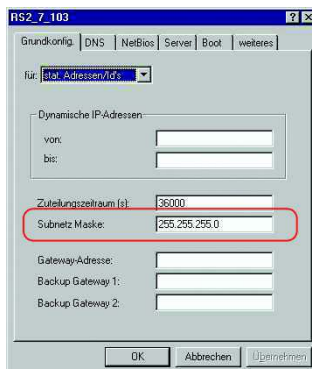 RS2_7_103
Grundkonfig. DNS NetBios Server Boot weiteres
für: stat. Adressen/Id's
Dynamische IP-Adressen
von:
bis:
Zuteilungszeitraum (s): 36000
Subnetz Maske: 255.255.255.0
Gateway-Adresse:
Backup Gateway 1:
Backup Gateway 2:
OK Abbrechen Übernehmen